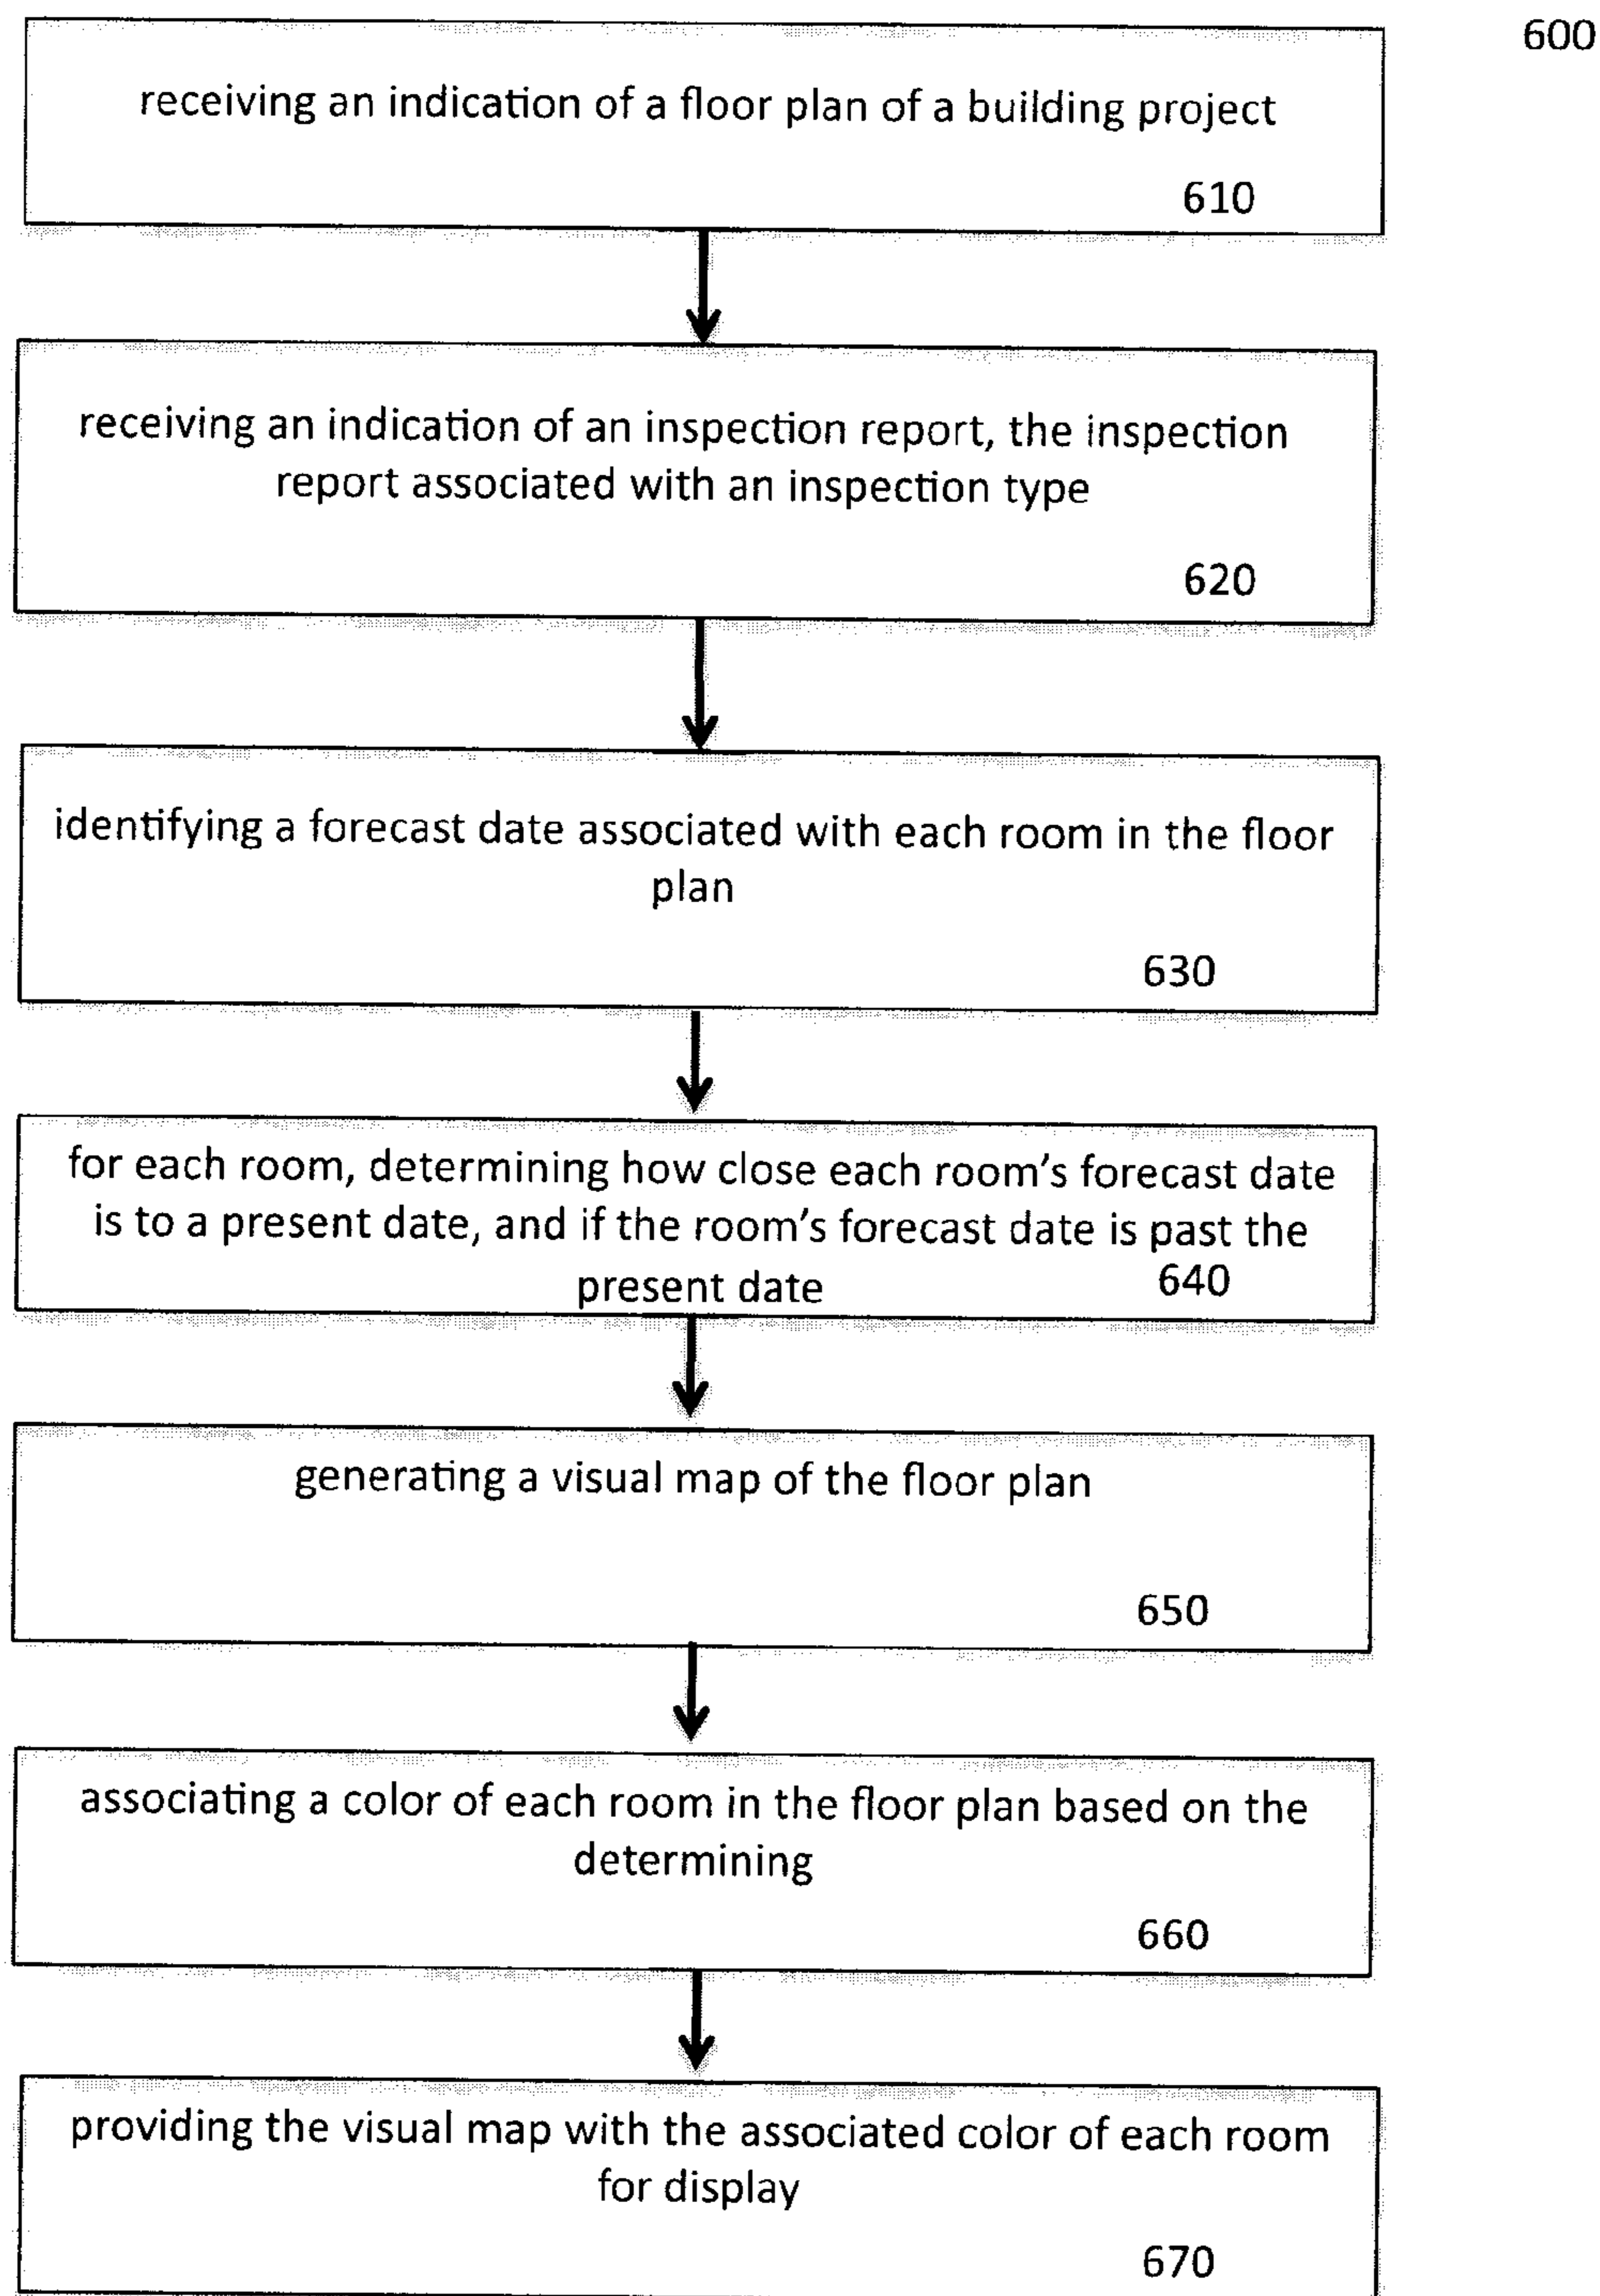 600
receiving an indication of a floor plan of a building project
610
receiving an indication of an inspection report, the inspection
report associated with an inspection type
620
identifying a forecast date associated with each room in the floor
plan
630
for each room, determining how close each room's forecast date
is to a present date, and if the room's forecast date is past the
present date 640
generating a visual map of the floor plan
650
associating a color of each room in the floor plan based on the
determining
660
providing the visual map with the associated color of each room
for display
670